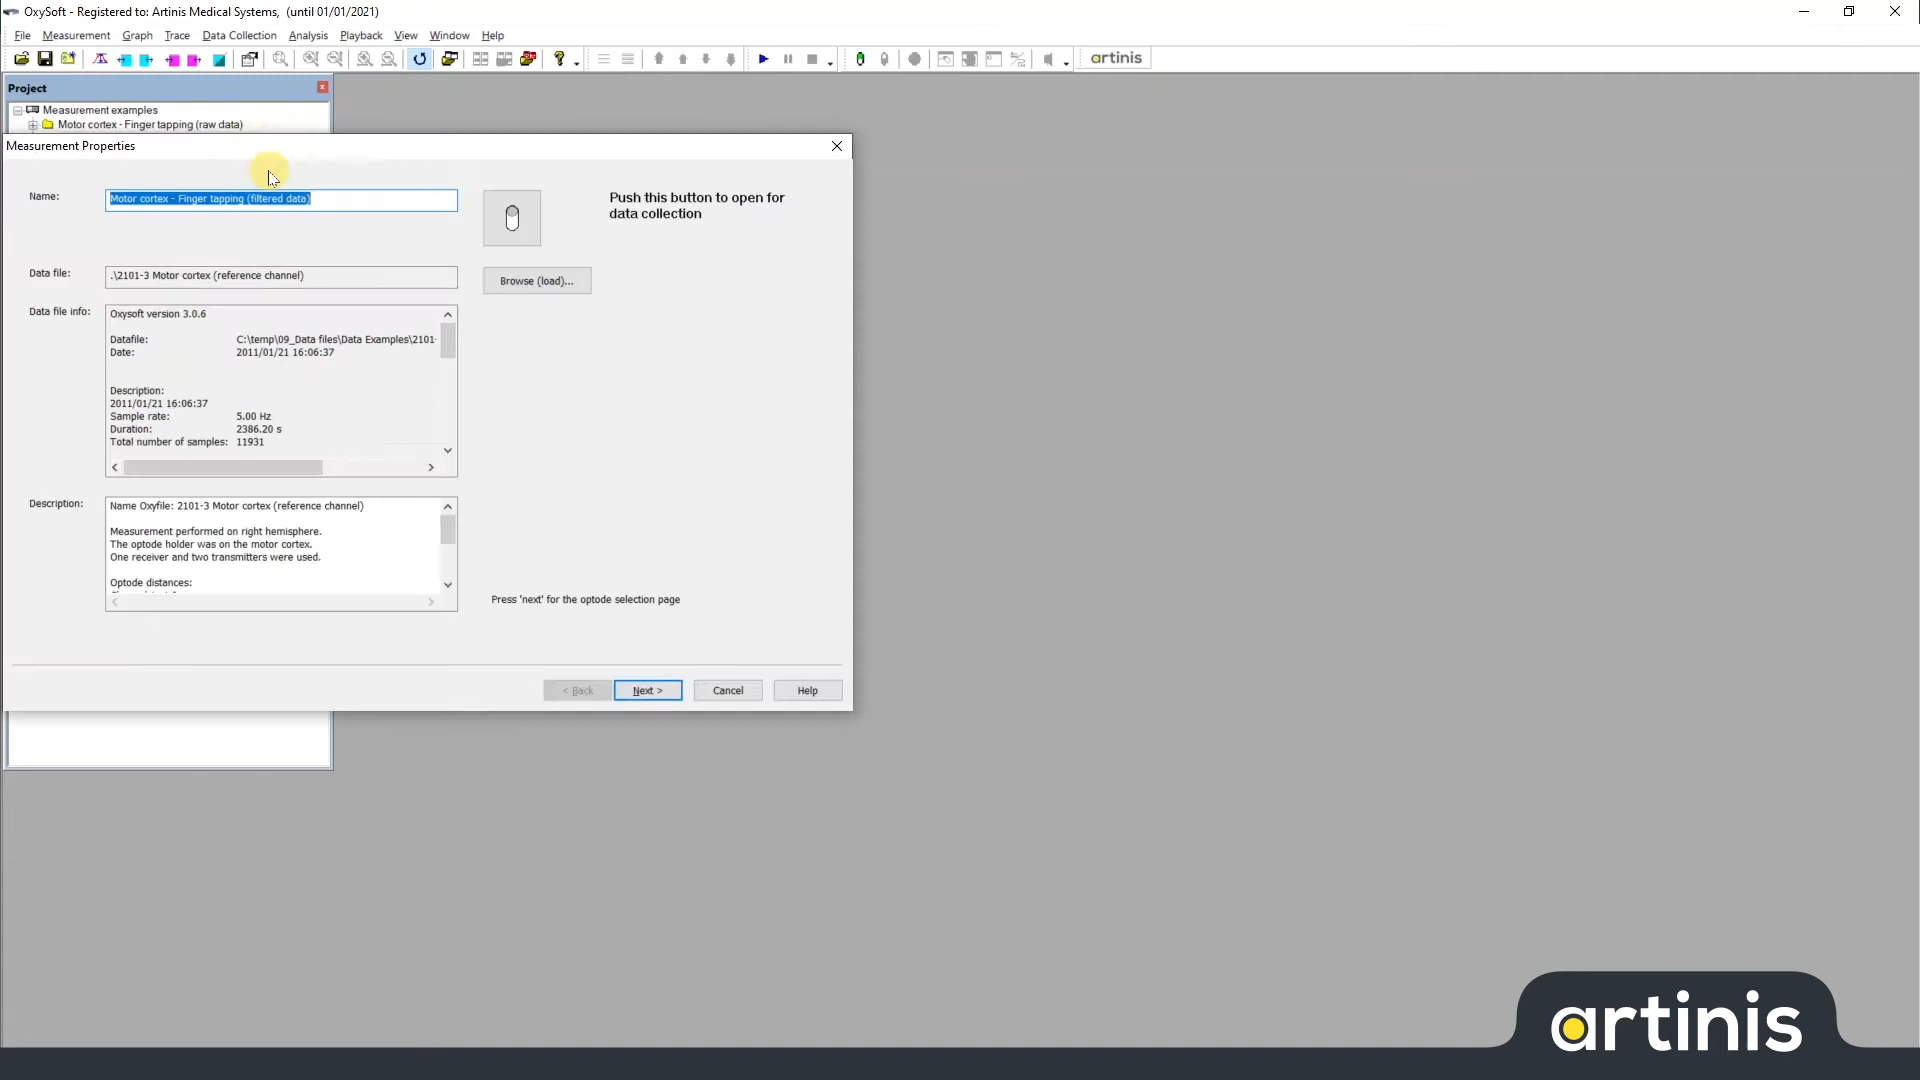 OxySoft - Registered to: Artinis Medical Systems,  (until 01/01/2021)
File Measurement Graph Trace Data Collection Analysis Playback View Window Help
artinis
Project
Measurement examples
Motor cortex - Finger tapping (raw data)
Measurement Properties
Name:
Motor cortex - Finger tapping (filtered data)
Push this button to open for
data collection
Data file:
.\2101-3 Motor cortex (reference channel)
Browse (load)...
Data file info:
Oxysoft version 3.0.6
Datafile: C:\temp\09_Data files\Data Examples\2101-
Date: 2011/01/21 16:06:37
Description:
2011/01/21 16:06:37
Sample rate: 5.00 Hz
Duration: 2386.20 s
Total number of samples: 11931
Description:
Name Oxyfile: 2101-3 Motor cortex (reference channel)
Measurement performed on right hemisphere.
The optode holder was on the motor cortex.
One receiver and two transmitters were used.
Optode distances:
Press 'next' for the optode selection page
< Back
Next >
Cancel
Help
artinis